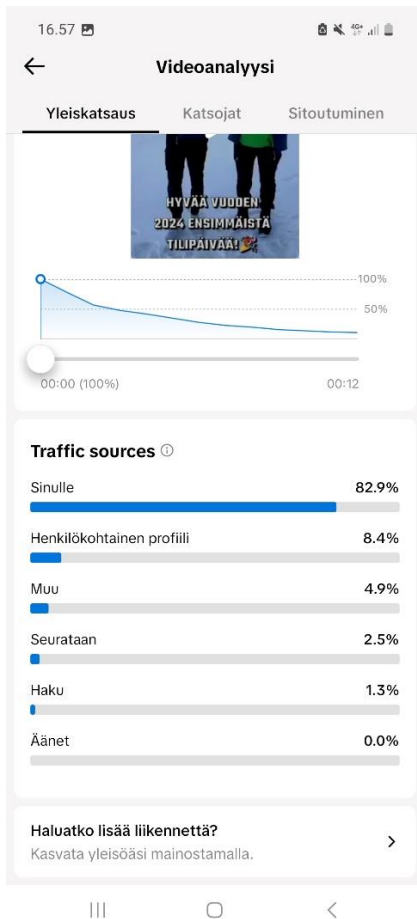 16.57
4G+
Videoanalyysi
Yleiskatsaus Katsojat Sitoutuminen
HYVÄÄ VUODEN
2024 ENSIMMÄISTÄ
TILIPÄIVÄÄ!
100%
50%
00:00 (100%) 00:12
Traffic sources
Sinulle 82.9%
Henkilökohtainen profiili 8.4%
Muu 4.9%
Seurataan 2.5%
Haku 1.3%
Äänet 0.0%
Haluatko lisää liikennettä?
Kasvata yleisöäsi mainostamalla.